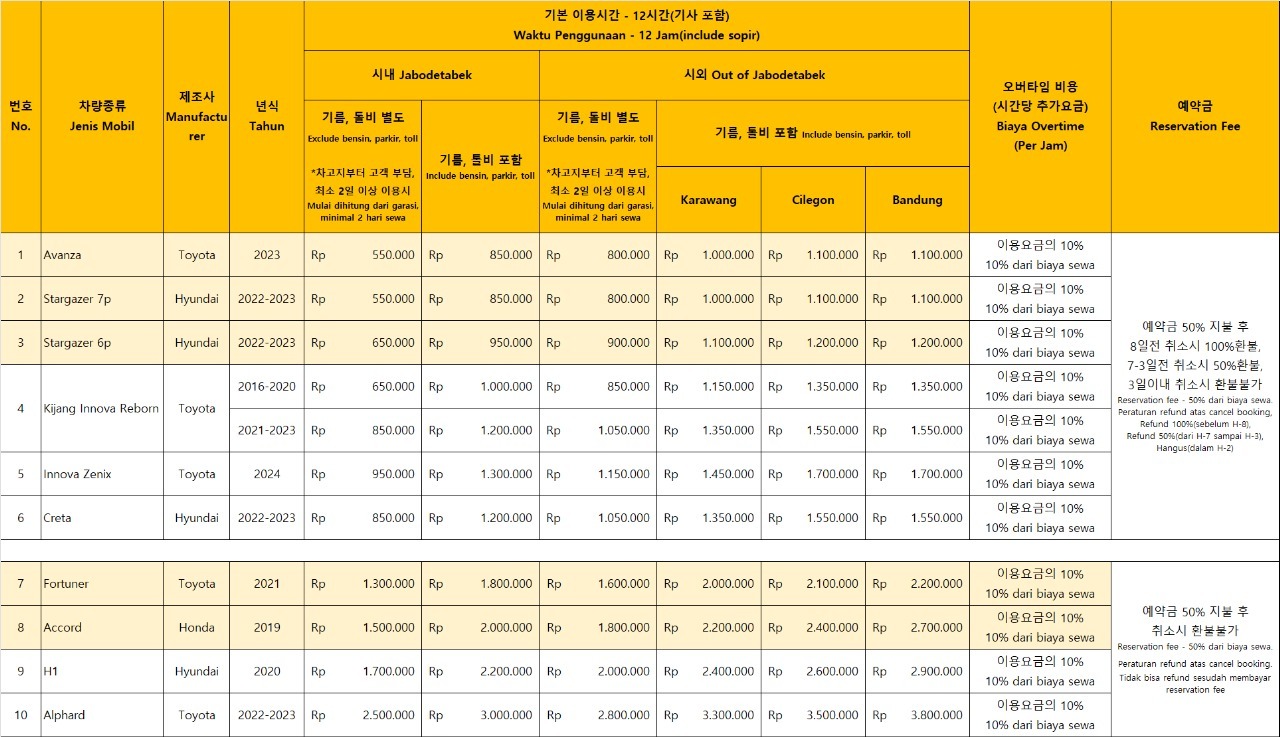 번호
No.
차량종류
Jenis Mobil
제조사
Manufactu
rer
년식
Tahun
기본 이용시간 - 12시간(기사 포함)
Waktu Penggunaan - 12 Jam(include sopir)
시내 Jabodetabek
시외 Out of Jabodetabek
기름, 톨비 별도
Exclude bensin, parkir, toll
*차고지부터 고객 부담,
최소 2일 이상 이용시
Mulai dihitung dari garasi,
minimal 2 hari sewa
기름, 톨비 포함
Include bensin, parkir, toll
기름, 톨비 별도
Exclude bensin, parkir, toll
*차고지부터 고객 부담,
최소 2일 이상 이용시
Mulai dihitung dari garasi,
minimal 2 hari sewa
기름, 톨비 포함 Include bensin, parkir, toll
Karawang
Cilegon
Bandung
오버타임 비용
(시간당 추가요금)
Biaya Overtime
(Per Jam)
예약금
Reservation Fee
1 Avanza Toyota 2023 Rp 550.000 Rp 850.000 Rp 800.000 Rp 1.000.000 Rp 1.100.000 Rp 1.100.000
이용요금의 10%
10% dari biaya sewa
2 Stargazer 7p Hyundai 2022-2023 Rp 550.000 Rp 850.000 Rp 800.000 Rp 1.000.000 Rp 1.100.000 Rp 1.100.000
이용요금의 10%
10% dari biaya sewa
3 Stargazer 6p Hyundai 2022-2023 Rp 650.000 Rp 950.000 Rp 900.000 Rp 1.100.000 Rp 1.200.000 Rp 1.200.000
이용요금의 10%
10% dari biaya sewa
4 Kijang Innova Reborn Toyota
2016-2020 Rp 650.000 Rp 1.000.000 Rp 850.000 Rp 1.150.000 Rp 1.350.000 Rp 1.350.000
이용요금의 10%
10% dari biaya sewa
2021-2023 Rp 850.000 Rp 1.200.000 Rp 1.050.000 Rp 1.350.000 Rp 1.550.000 Rp 1.550.000
이용요금의 10%
10% dari biaya sewa
5 Innova Zenix Toyota 2024 Rp 950.000 Rp 1.300.000 Rp 1.150.000 Rp 1.450.000 Rp 1.700.000 Rp 1.700.000
이용요금의 10%
10% dari biaya sewa
6 Creta Hyundai 2022-2023 Rp 850.000 Rp 1.200.000 Rp 1.050.000 Rp 1.350.000 Rp 1.550.000 Rp 1.550.000
이용요금의 10%
10% dari biaya sewa
예약금 50% 지불 후
8일전 취소시 100%환불,
7-3일전 취소시 50%환불,
3일이내 취소시 환불불가
Reservation fee - 50% dari biaya sewa.
Peraturan refund atas cancel booking,
Refund 100%(sebelum H-8),
Refund 50%(dari H-7 sampai H-3),
Hangus(dalam H-2)
7 Fortuner Toyota 2021 Rp 1.300.000 Rp 1.800.000 Rp 1.600.000 Rp 2.000.000 Rp 2.100.000 Rp 2.200.000
이용요금의 10%
10% dari biaya sewa
8 Accord Honda 2019 Rp 1.500.000 Rp 2.000.000 Rp 1.800.000 Rp 2.200.000 Rp 2.400.000 Rp 2.700.000
이용요금의 10%
10% dari biaya sewa
9 H1 Hyundai 2020 Rp 1.700.000 Rp 2.200.000 Rp 2.000.000 Rp 2.400.000 Rp 2.600.000 Rp 2.900.000
이용요금의 10%
10% dari biaya sewa
10 Alphard Toyota 2022-2023 Rp 2.500.000 Rp 3.000.000 Rp 2.800.000 Rp 3.300.000 Rp 3.500.000 Rp 3.800.000
이용요금의 10%
10% dari biaya sewa
예약금 50% 지불 후
취소시 환불불가
Reservation fee - 50% dari biaya sewa.
Peraturan refund atas cancel booking.
Tidak bisa refund sesudah membayar
reservation fee